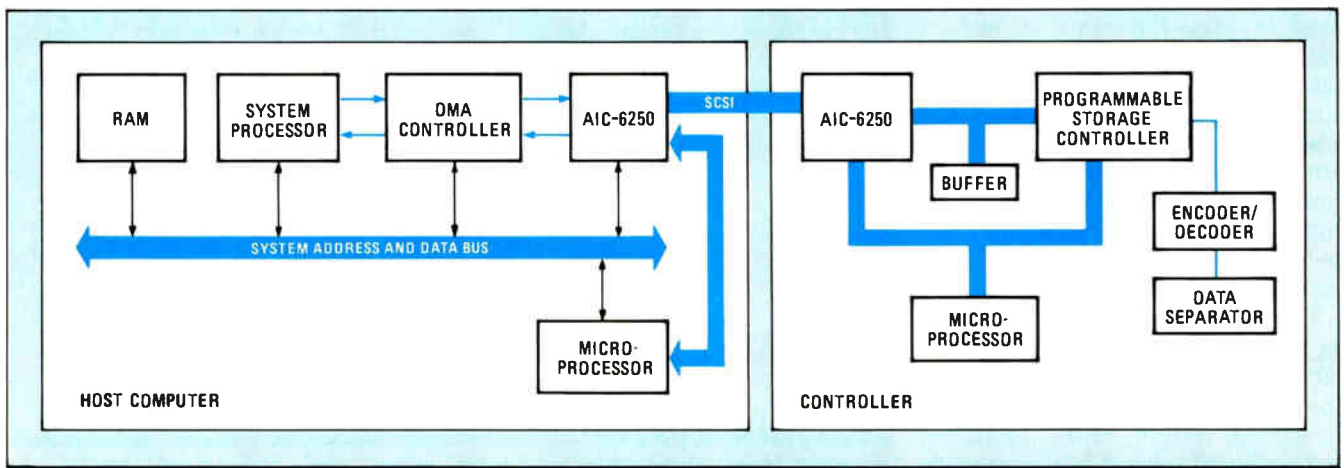 RAM
SYSTEM
PROCESSOR
DMA
CONTROLLER
AIC-6250
SCSI
AIC-6250
PROGRAMMABLE
STORAGE
CONTROLLER
BUFFER
ENCODER/
DECODER
SYSTEM ADDRESS AND DATA BUS
DATA
SEPARATOR
MICRO-
PROCESSOR
MICRO-
PROCESSOR
HOST COMPUTER
CONTROLLER